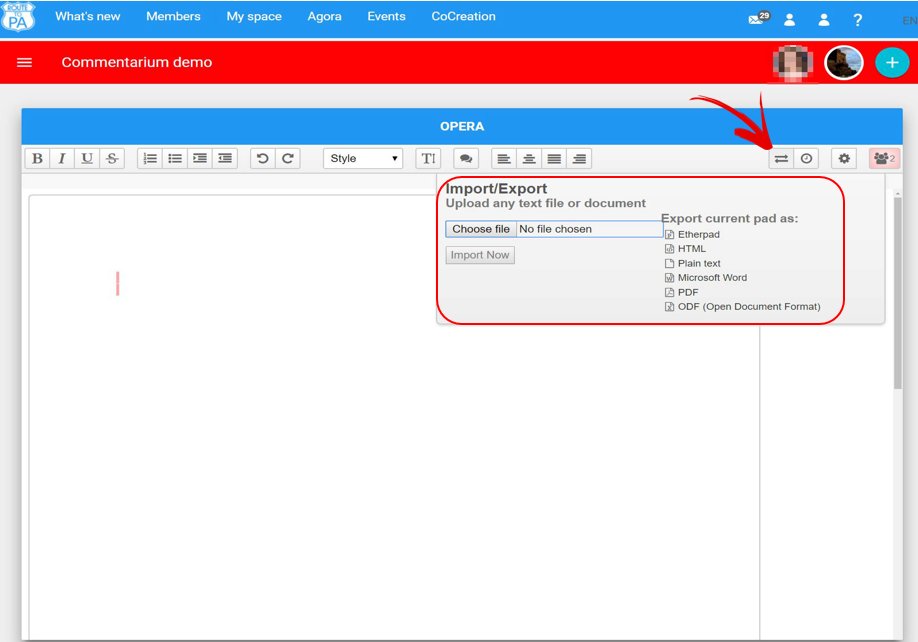 ROUTE
TO
PA
What's new Members My space Agora Events CoCreation 29 ? EN
Commentarium demo +
OPERA
B I U S Style TI 2
Import/Export
Upload any text file or document
Choose file No file chosen
Import Now
Export current pad as:
Etherpad
HTML
Plain text
Microsoft Word
PDF
ODF (Open Document Format)